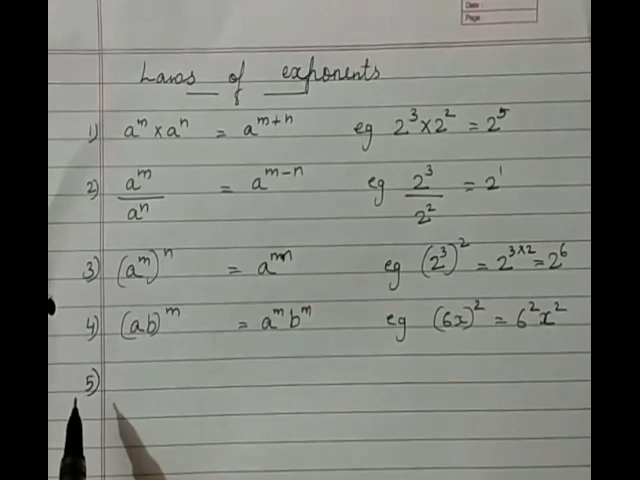 Date :
Page :
Laws of exponents
1) a^m × a^n = a^{m+n} eg 2^3 × 2^2 = 2^5
2) a^m / a^n = a^{m-n} eg 2^3 / 2^2 = 2^1
3) (a^m)^n = a^{mn} eg (2^3)^2 = 2^{3×2} = 2^6
4) (ab)^m = a^m b^m eg (6x)^2 = 6^2 x^2
5)